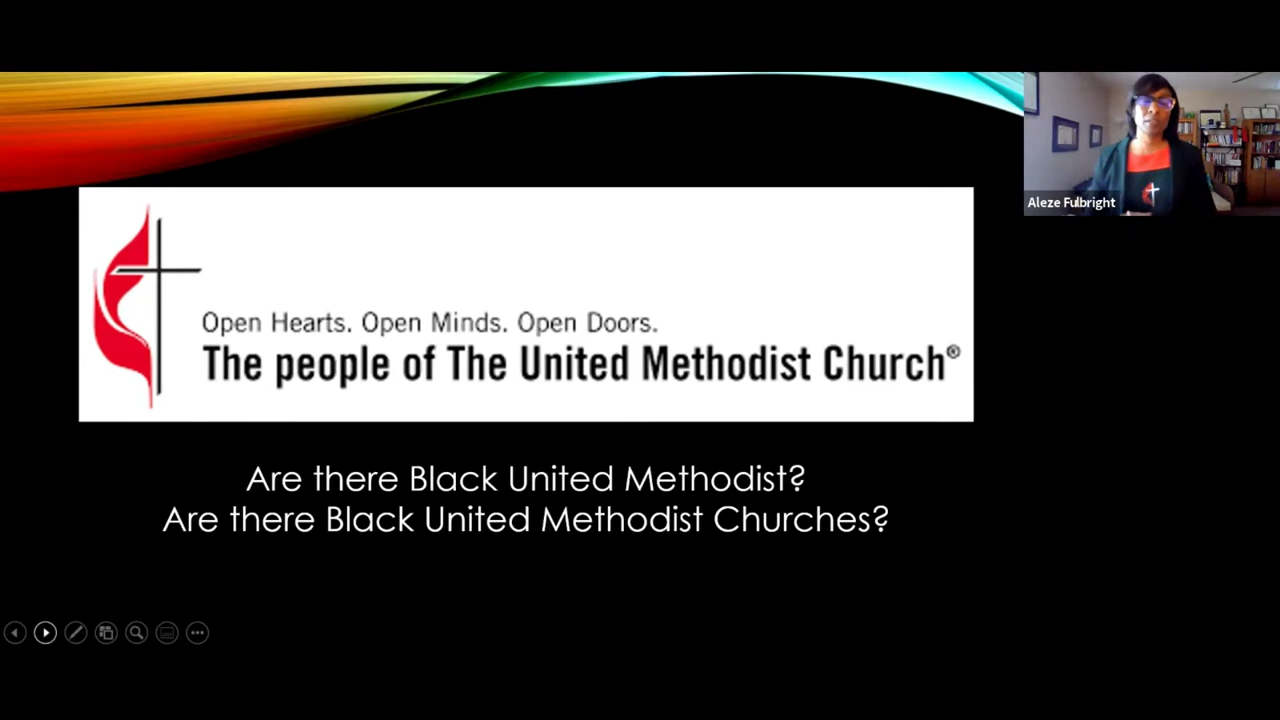 Open Hearts. Open Minds. Open Doors.
The people of The United Methodist Church®
Aleze Fulbright
Are there Black United Methodist?
Are there Black United Methodist Churches?